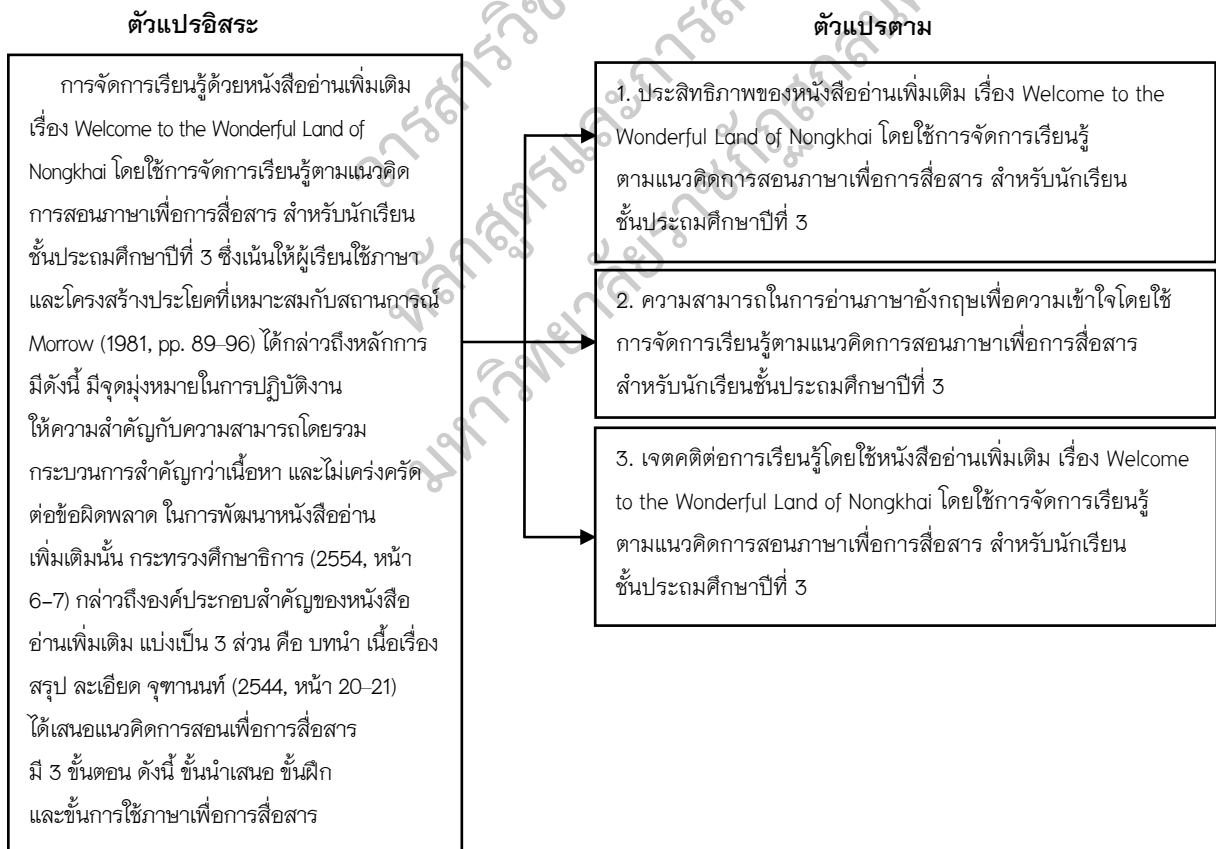 ตัวแปรอิสระ
การจัดการเรียนรู้ด้วยหนังสืออ่านเพิ่มเติม
เรื่อง Welcome to the Wonderful Land of
Nongkhai โดยใช้การจัดการเรียนรู้ตามแนวคิด
การสอนภาษาเพื่อการสื่อสาร สำหรับนักเรียน
ชั้นประถมศึกษาปีที่ 3 ซึ่งเน้นให้ผู้เรียนใช้ภาษา
และโครงสร้างประโยคที่เหมาะสมกับสถานการณ์
Morrow (1981, pp. 89–96) ได้กล่าวถึงหลักการ
มีดังนี้ มีจุดมุ่งหมายในการปฏิบัติงาน
ให้ความสำคัญกับความสามารถโดยรวม
กระบวนการสำคัญกว่าเนื้อหา และไม่เคร่งครัด
ต่อข้อผิดพลาด ในการพัฒนาหนังสืออ่าน
เพิ่มเติมนั้น กระทรวงศึกษาธิการ (2554, หน้า
6–7) กล่าวถึงองค์ประกอบสำคัญของหนังสือ
อ่านเพิ่มเติม แบ่งเป็น 3 ส่วน คือ บทนำ เนื้อเรื่อง
สรุป ละเอียด จุฑานนท์ (2544, หน้า 20–21)
ได้เสนอแนวคิดการสอนเพื่อการสื่อสาร
มี 3 ขั้นตอน ดังนี้ ขั้นนำเสนอ ขั้นฝึก
และขั้นการใช้ภาษาเพื่อการสื่อสาร
ตัวแปรตาม
1. ประสิทธิภาพของหนังสืออ่านเพิ่มเติม เรื่อง Welcome to the
Wonderful Land of Nongkhai โดยใช้การจัดการเรียนรู้
ตามแนวคิดการสอนภาษาเพื่อการสื่อสาร สำหรับนักเรียน
ชั้นประถมศึกษาปีที่ 3
2. ความสามารถในการอ่านภาษาอังกฤษเพื่อความเข้าใจโดยใช้
การจัดการเรียนรู้ตามแนวคิดการสอนภาษาเพื่อการสื่อสาร
สำหรับนักเรียนชั้นประถมศึกษาปีที่ 3
3. เจตคติต่อการเรียนรู้โดยใช้หนังสืออ่านเพิ่มเติม เรื่อง Welcome
to the Wonderful Land of Nongkhai โดยใช้การจัดการเรียนรู้
ตามแนวคิดการสอนภาษาเพื่อการสื่อสาร สำหรับนักเรียน
ชั้นประถมศึกษาปีที่ 3